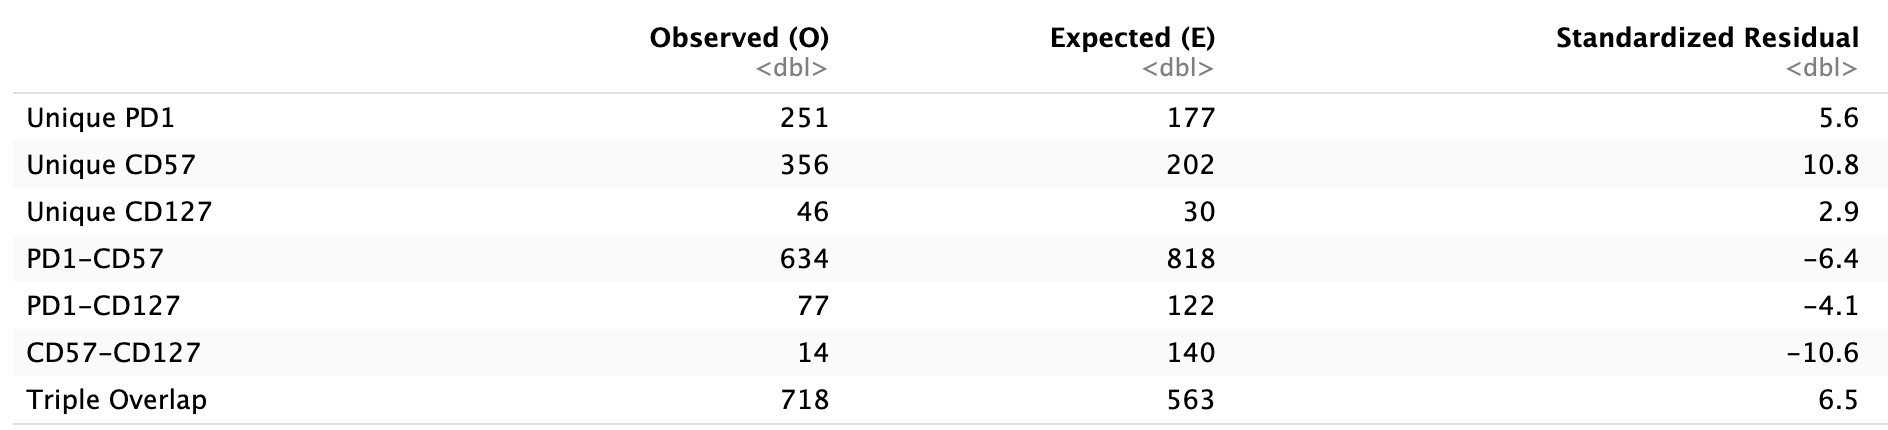 Observed (O) Expected (E) Standardized Residual
<dbl> <dbl> <dbl>
Unique PD1 251 177 5.6
Unique CD57 356 202 10.8
Unique CD127 46 30 2.9
PD1-CD57 634 818 -6.4
PD1-CD127 77 122 -4.1
CD57-CD127 14 140 -10.6
Triple Overlap 718 563 6.5